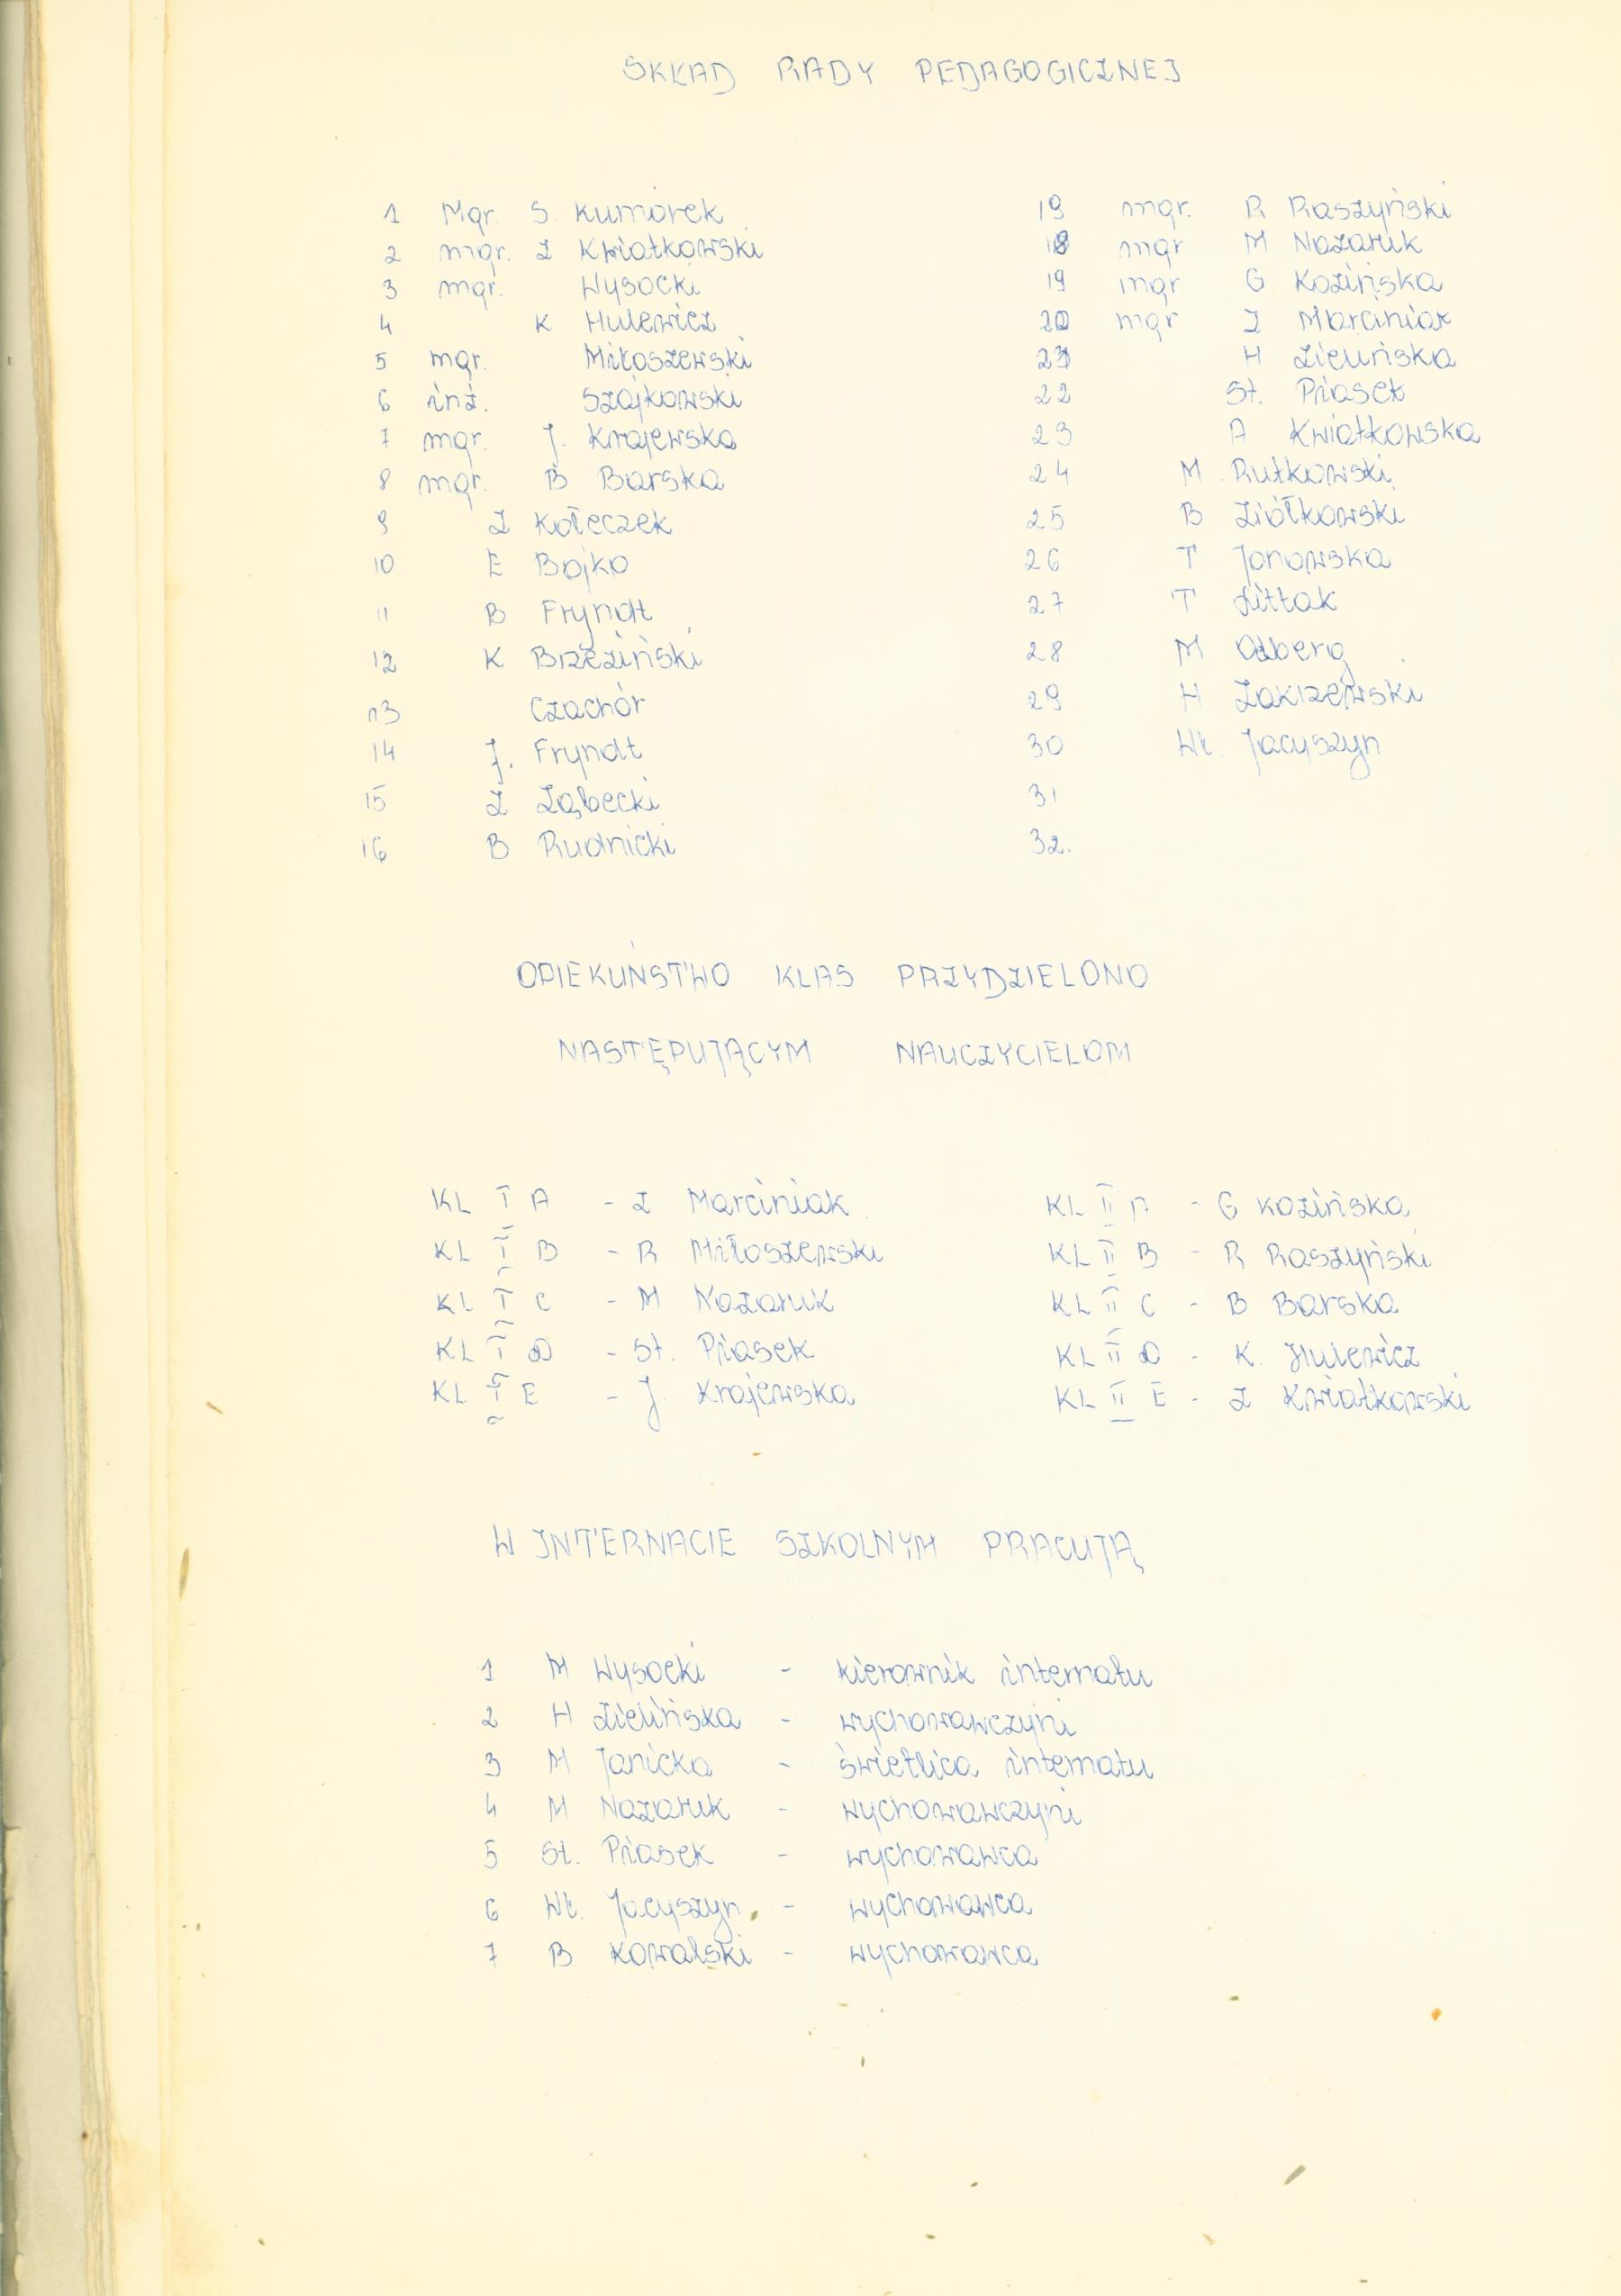 SKŁAD RADY PEDAGOGICZNEJ
1 Mgr. S. Kumorek
2 mgr. Z Kwiatkowski
3 mgr. Wysocki
4 K Hulewicz
5 mgr. Miłoszewski
6 inż. Szajkowski
7 mgr. J. Krajewska
8 mgr. B Barska
9 Z Kołeczek
10 E Bojko
11 B Fryndt
12 K Brzeziński
13 Czachór
14 J. Fryndt
15 Z Ząbecki
16 B Rudnicki
19 mgr. R Raszyński
18 mgr M Nazaruk
19 mgr G Kozińska
20 mgr Z Marciniak
21 H Zielińska
22 St. Piasek
23 A Kwiatkowska
24 M Rutkowski
25 B Ziółkowski
26 T Janowska
27 T
28 M
29 H Zakrzewski
30 Wł. Jacyszyn
31
32.
OPIEKUŃSTWO KLAS PRZYDZIELONO
NASTĘPUJĄCYM NAUCZYCIELOM
KL I A - Z Marciniak
KL I B - R Miłoszewski
KL I C - M Nazaruk
KL I D - St. Piasek
KL I E - J. Krajewska
KL II A - G Kozińska
KL II B - R Raszyński
KL II C - B Barska
KL II D - K. Hulewicz
KL II E - Z Kwiatkowski
W INTERNACIE SZKOLNYM PRACUJĄ
1 M Wysocki - kierownik internatu
2 H Zielińska - wychowawczyni
3 M Janicka - świetlica internatu
4 M Nazaruk - wychowawczyni
5 St. Piasek - wychowawca
6 Wł. Jacyszyn - wychowawca
7 B Kowalski - wychowawca